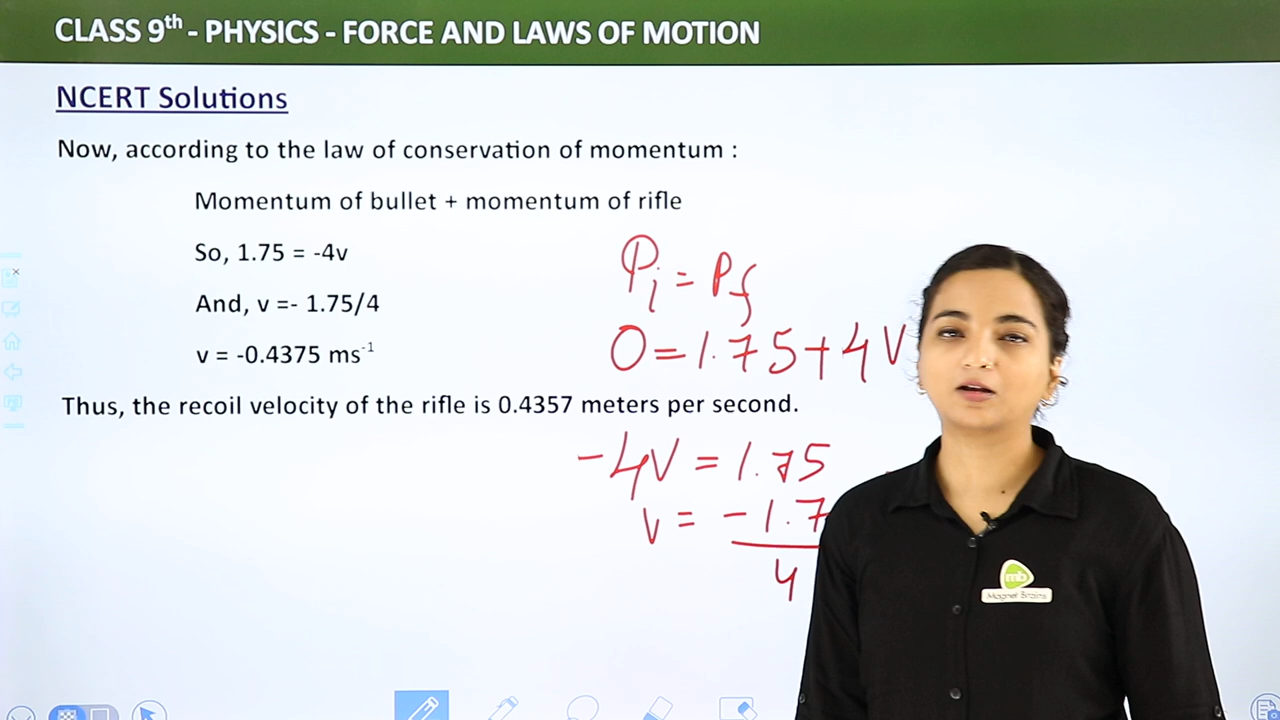 CLASS 9th - PHYSICS - FORCE AND LAWS OF MOTION
NCERT Solutions
Now, according to the law of conservation of momentum :
Momentum of bullet + momentum of rifle
So, 1.75 = -4v
And, v =- 1.75/4
v = -0.4375 ms-1
Thus, the recoil velocity of the rifle is 0.4357 meters per second.
Pi = Pf
0 = 1.75 + 4V
-4V = 1.75
v = -1.7
4
mb
Magnet Brains